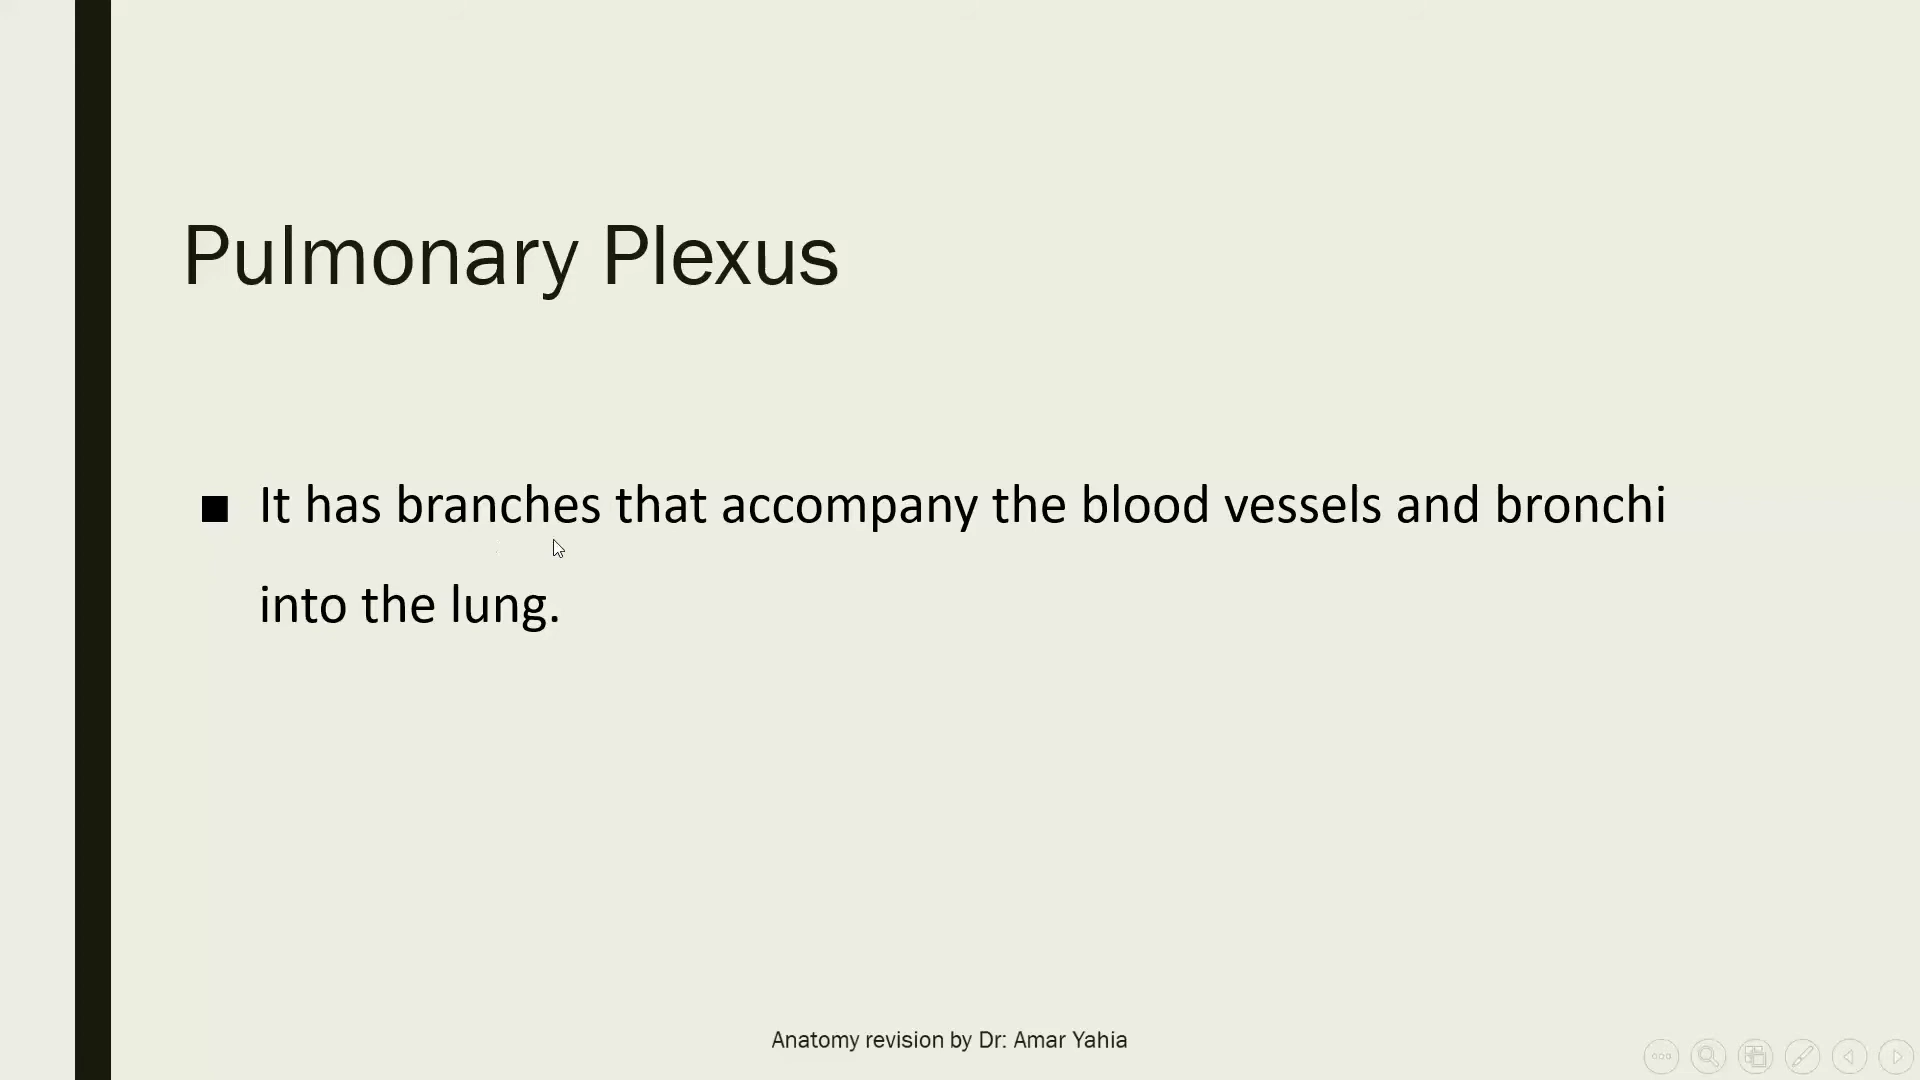 Pulmonary Plexus
■ It has branches that accompany the blood vessels and bronchi
into the lung.
Anatomy revision by Dr: Amar Yahia